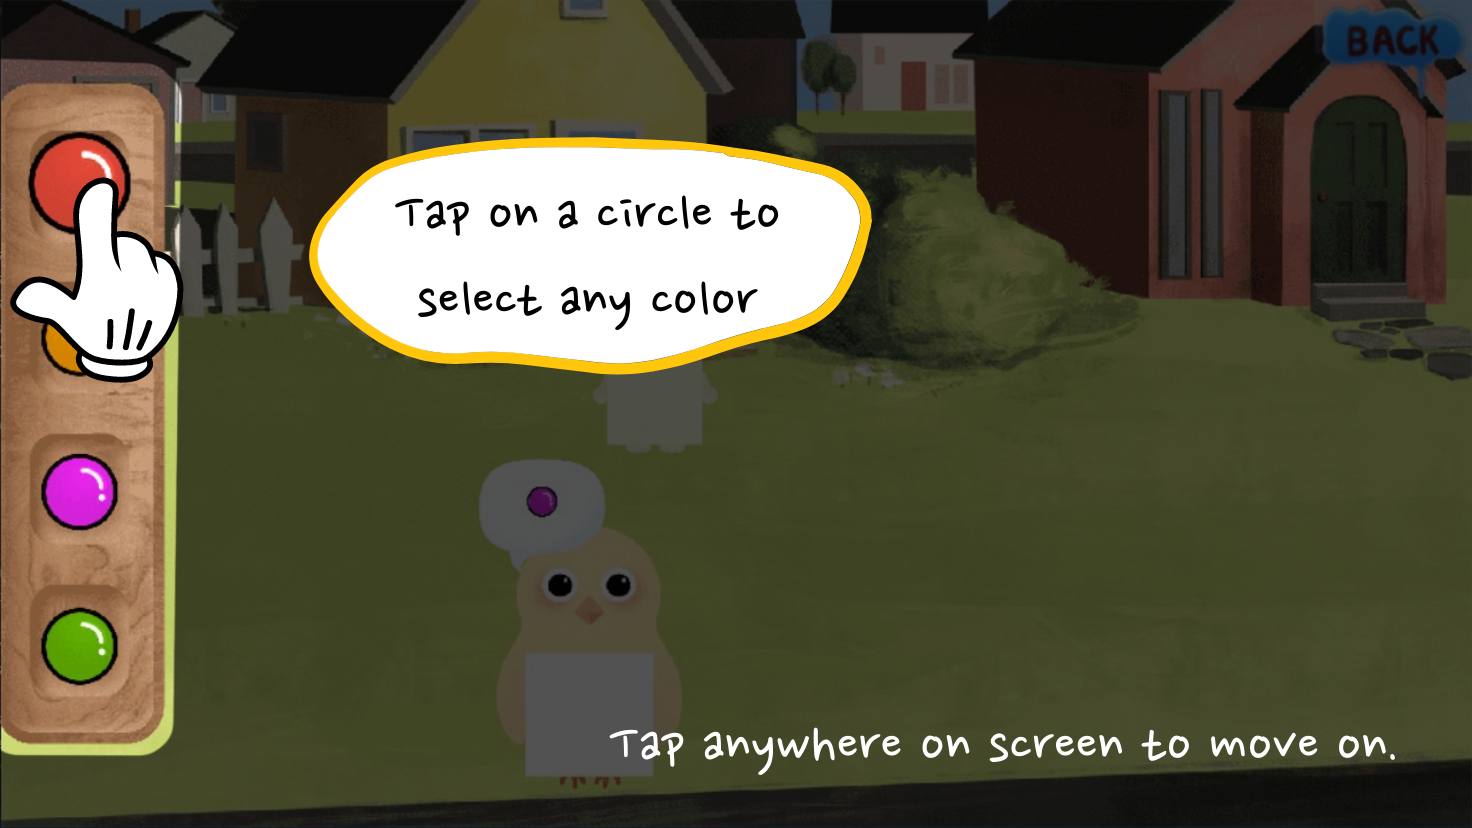 BACK
Tap on a circle to
select any color
Tap anywhere on screen to move on.